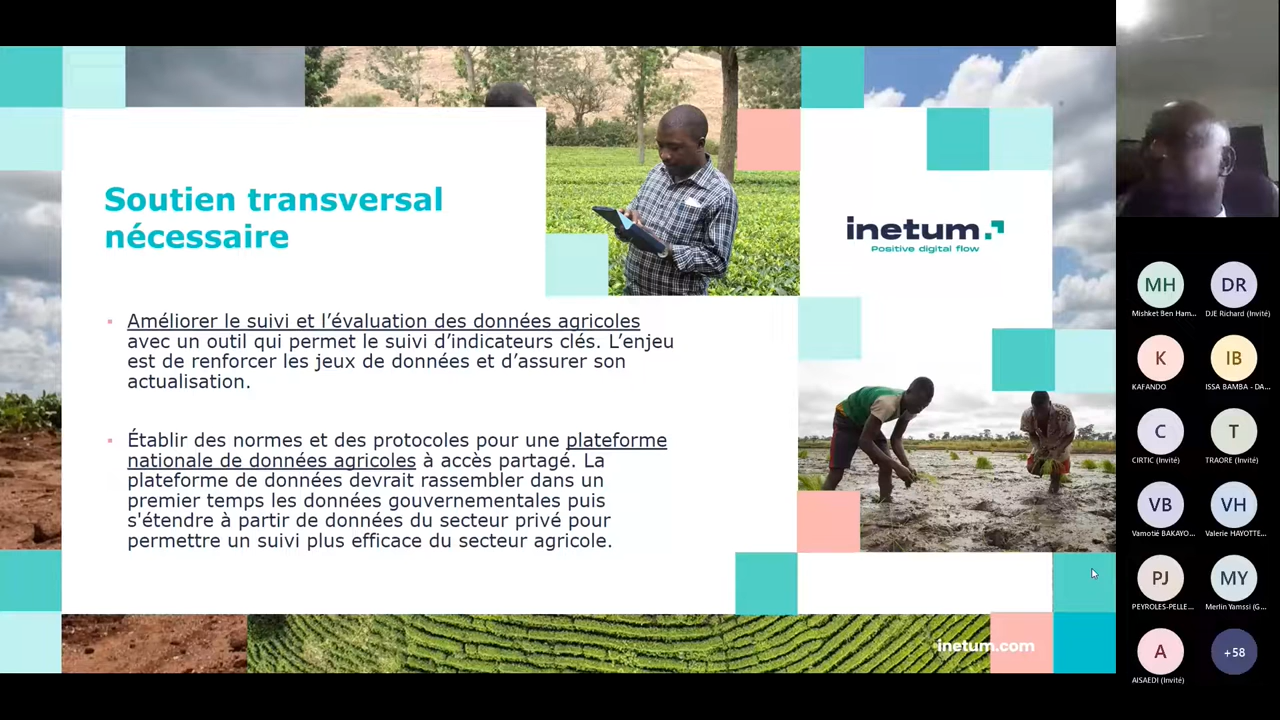 Soutien transversal
nécessaire
Améliorer le suivi et l’évaluation des données agricoles
avec un outil qui permet le suivi d’indicateurs clés. L’enjeu
est de renforcer les jeux de données et d’assurer son
actualisation.
Établir des normes et des protocoles pour une plateforme
nationale de données agricoles à accès partagé. La
plateforme de données devrait rassembler dans un
premier temps les données gouvernementales puis
s'étendre à partir de données du secteur privé pour
permettre un suivi plus efficace du secteur agricole.
inetum.
Positive digital flow
inetum.com
MH
DR
Mishket Ben Ham...
DJE Richard (Invité)
K
IB
KAFANDO
ISSA BAMBA - DA...
C
T
CIRTIC (Invité)
TRAORE (Invité)
VB
VH
Vamotié BAKAYO...
Valerie HAYOTTE...
PJ
MY
PEYROLES-PELLE...
Merlin Yamssi (G...
A
+58
AISAEDI (Invité)